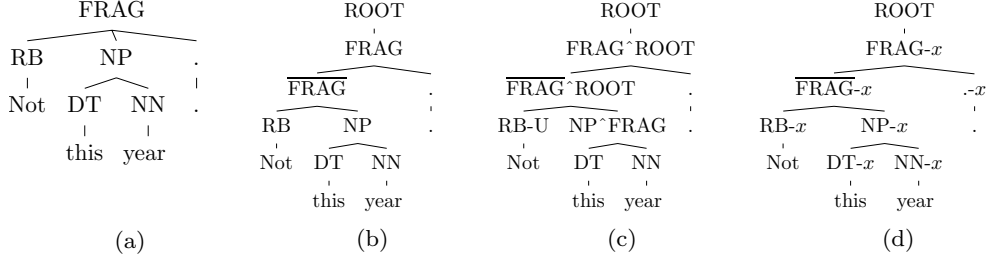 FRAG
RB NP .
Not DT NN .
this year
(a)
ROOT
FRAG
FRAG .
RB NP .
Not DT NN
this year
(b)
ROOT
FRAG^ROOT
FRAG^ROOT .
RB-U NP^FRAG .
Not DT NN
this year
(c)
ROOT
FRAG-x
FRAG-x .-x
RB-x NP-x .
Not DT-x NN-x
this year
(d)